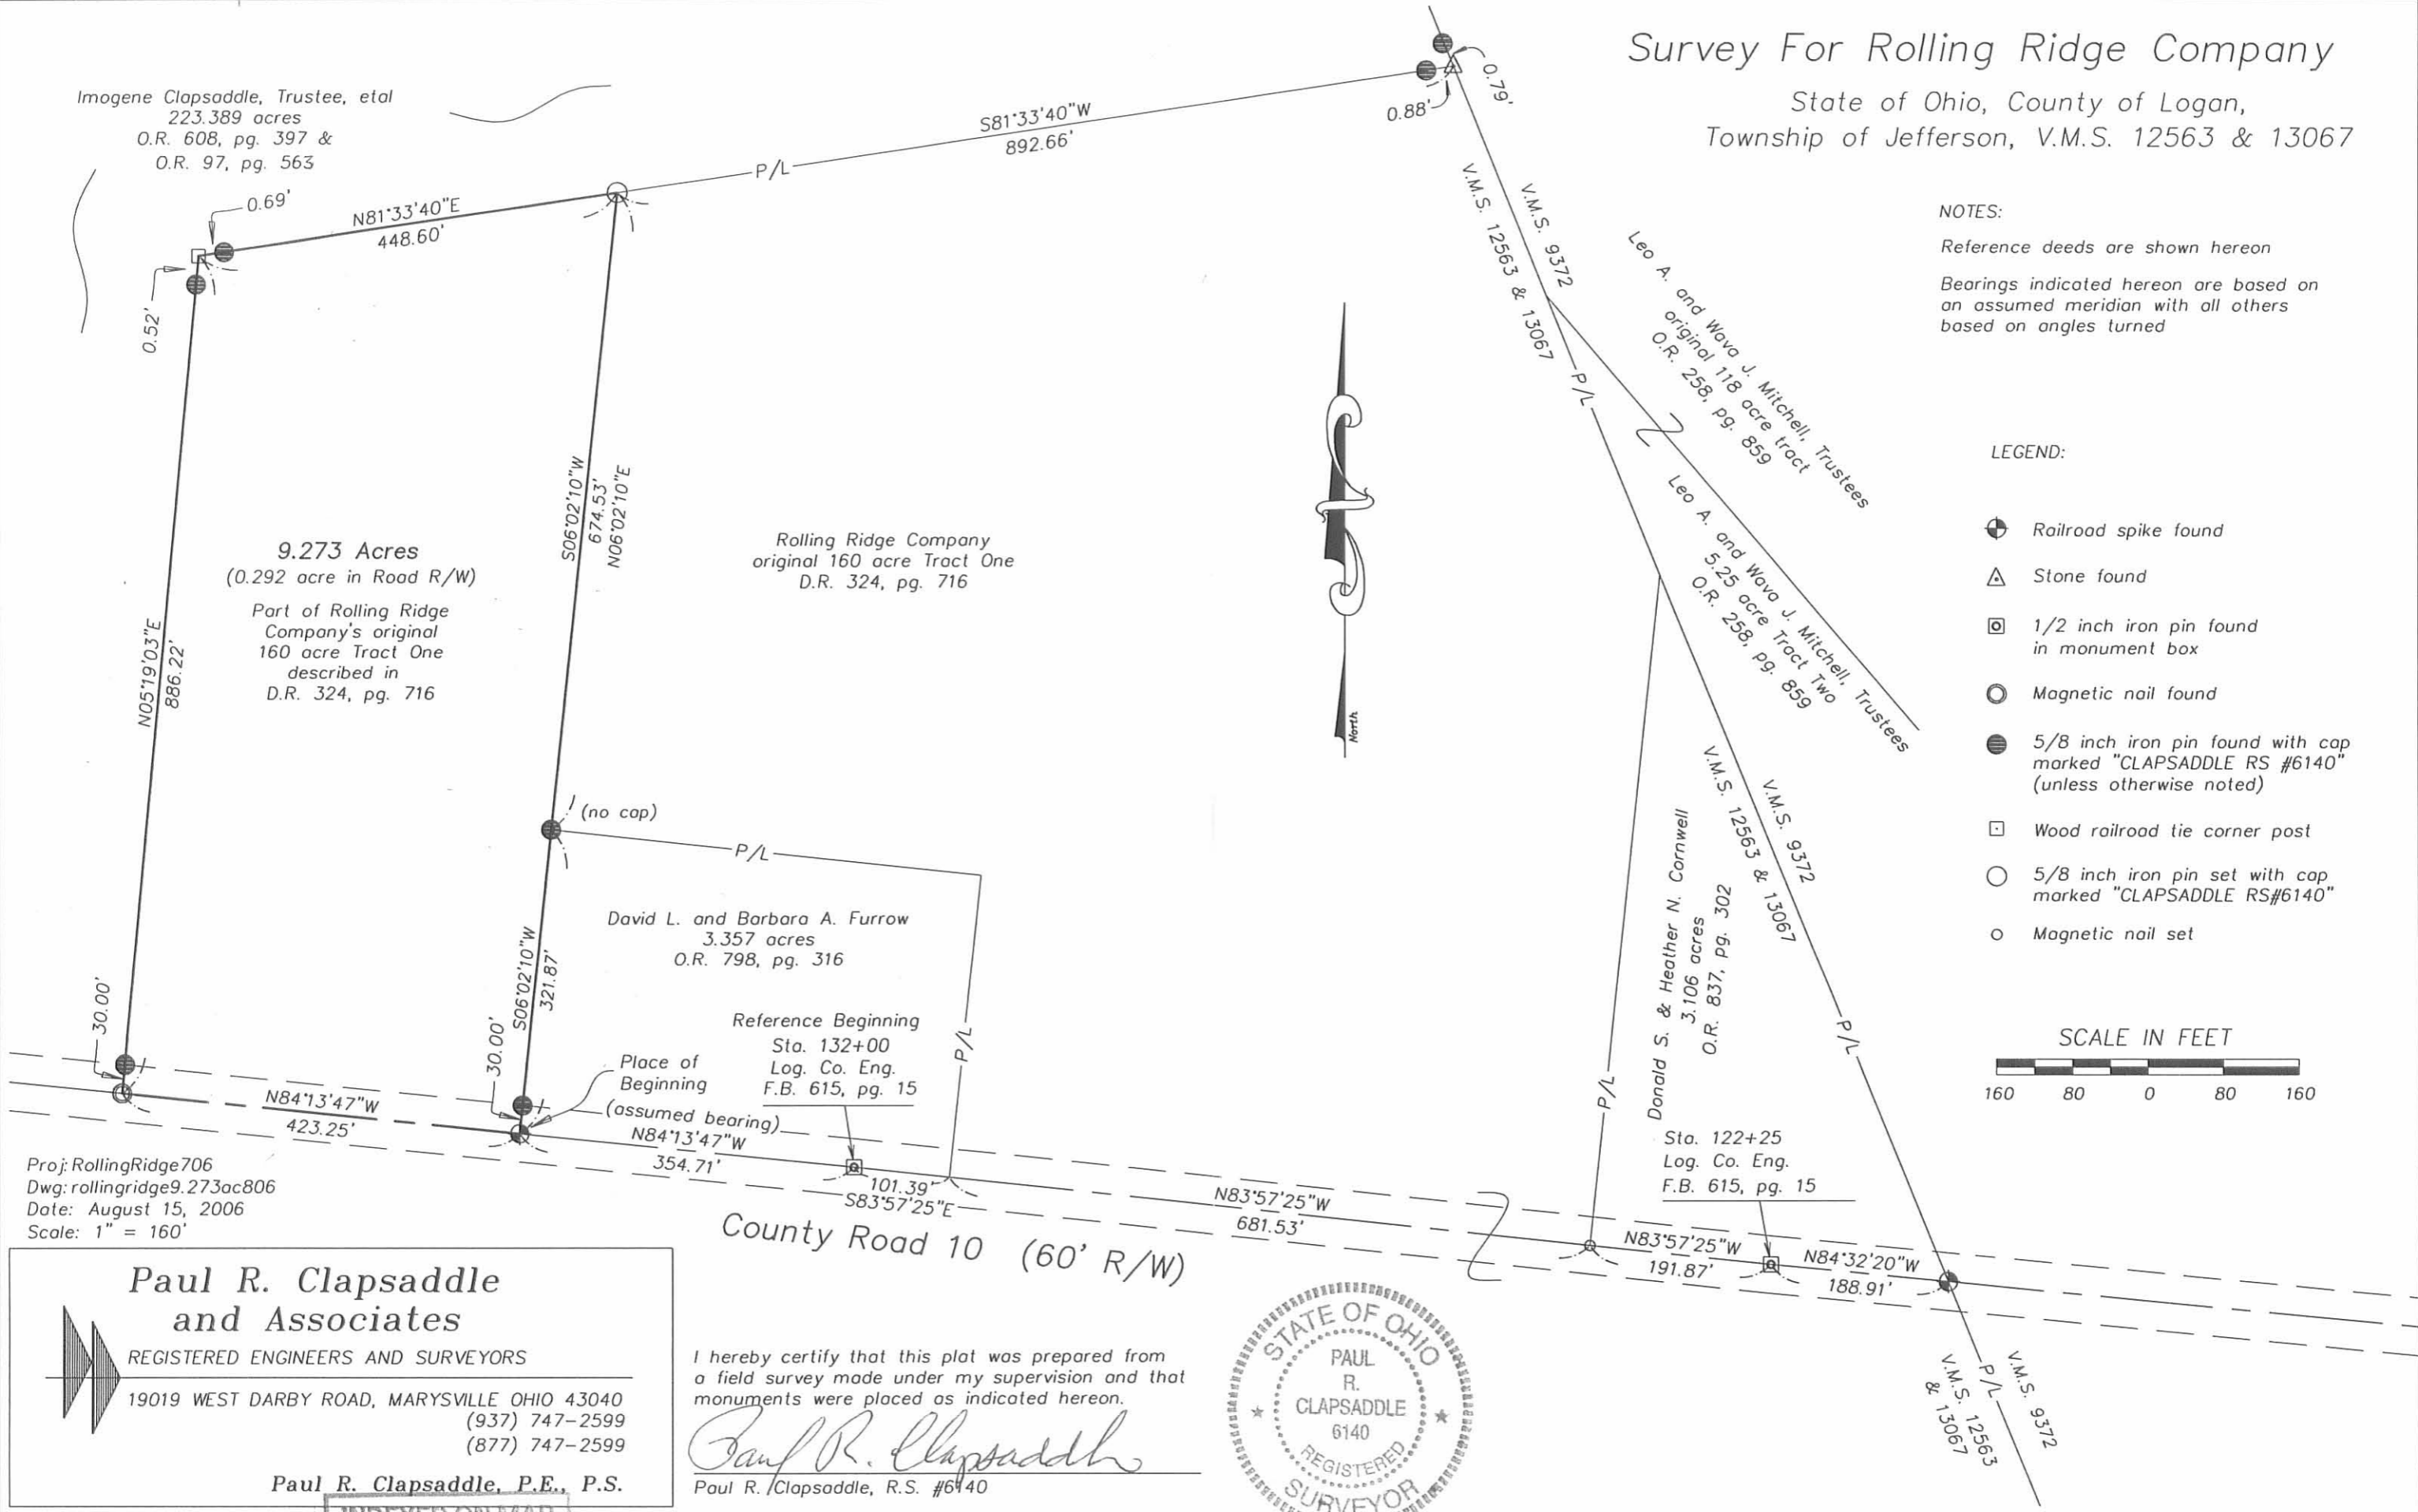 Survey For Rolling Ridge Company
State of Ohio, County of Logan,
Township of Jefferson, V.M.S. 12563 & 13067
NOTES:
Reference deeds are shown hereon
Bearings indicated hereon are based on
an assumed meridian with all others
based on angles turned
LEGEND:
Railroad spike found
Stone found
1/2 inch iron pin found
in monument box
Magnetic nail found
5/8 inch iron pin found with cap
marked "CLAPSADDLE RS #6140"
(unless otherwise noted)
Wood railroad tie corner post
5/8 inch iron pin set with cap
marked "CLAPSADDLE RS#6140"
Magnetic nail set
SCALE IN FEET
160 80 0 80 160
Imogene Clapsaddle, Trustee, etal
223.389 acres
O.R. 608, pg. 397 &
O.R. 97, pg. 563
0.69'
0.52'
N81°33'40"E
448.60'
P/L
S81°33'40"W
892.66'
0.88'
0.79'
V.M.S. 9372
V.M.S. 12563 & 13067
P/L
Leo A. and Wava J. Mitchell, Trustees
original 118 acre tract
O.R. 258, pg. 859
Leo A. and Wava J. Mitchell, Trustees
5.25 acre Tract Two
O.R. 258, pg. 859
S06°02'10"W
674.53'
N06°02'10"E
9.273 Acres
(0.292 acre in Road R/W)
Part of Rolling Ridge
Company's original
160 acre Tract One
described in
D.R. 324, pg. 716
Rolling Ridge Company
original 160 acre Tract One
D.R. 324, pg. 716
North
N05°19'03"E
886.22'
(no cap)
P/L
David L. and Barbara A. Furrow
3.357 acres
O.R. 798, pg. 316
S06°02'10"W
321.87'
P/L
30.00'
30.00'
Place of
Beginning
Reference Beginning
Sta. 132+00
Log. Co. Eng.
F.B. 615, pg. 15
(assumed bearing)
N84°13'47"W
423.25'
N84°13'47"W
354.71'
101.39'
S83°57'25"E
County Road 10 (60' R/W)
N83°57'25"W
681.53'
P/L
Donald S. & Heather N. Cornwell
3.106 acres
O.R. 837, pg. 302
V.M.S. 9372
V.M.S. 12563 & 13067
P/L
Sta. 122+25
Log. Co. Eng.
F.B. 615, pg. 15
N83°57'25"W
191.87'
N84°32'20"W
188.91'
V.M.S. 9372
P/L
V.M.S. 12563
& 13067
Proj: RollingRidge706
Dwg: rollingridge9.273ac806
Date: August 15, 2006
Scale: 1" = 160'
Paul R. Clapsaddle
and Associates
REGISTERED ENGINEERS AND SURVEYORS
19019 WEST DARBY ROAD, MARYSVILLE OHIO 43040
(937) 747-2599
(877) 747-2599
Paul R. Clapsaddle, P.E., P.S.
INDEXED ON MAP
I hereby certify that this plat was prepared from
a field survey made under my supervision and that
monuments were placed as indicated hereon.
Paul R. Clapsaddle
Paul R. Clapsaddle, R.S. #6140
STATE OF OHIO
PAUL
R.
CLAPSADDLE
6140
REGISTERED
SURVEYOR